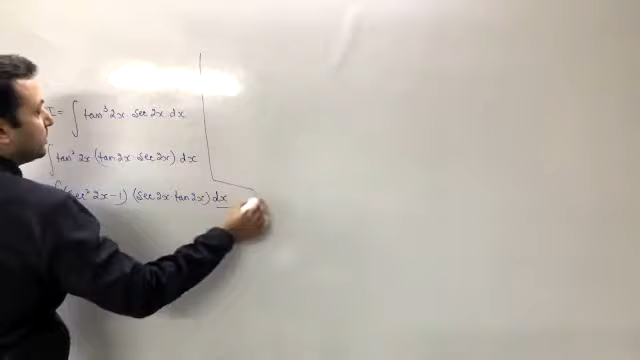 I = ∫ tan³ 2x · sec 2x dx
∫ tan² 2x (tan 2x · sec 2x) dx
∫ (sec² 2x - 1) (sec 2x · tan 2x) dx